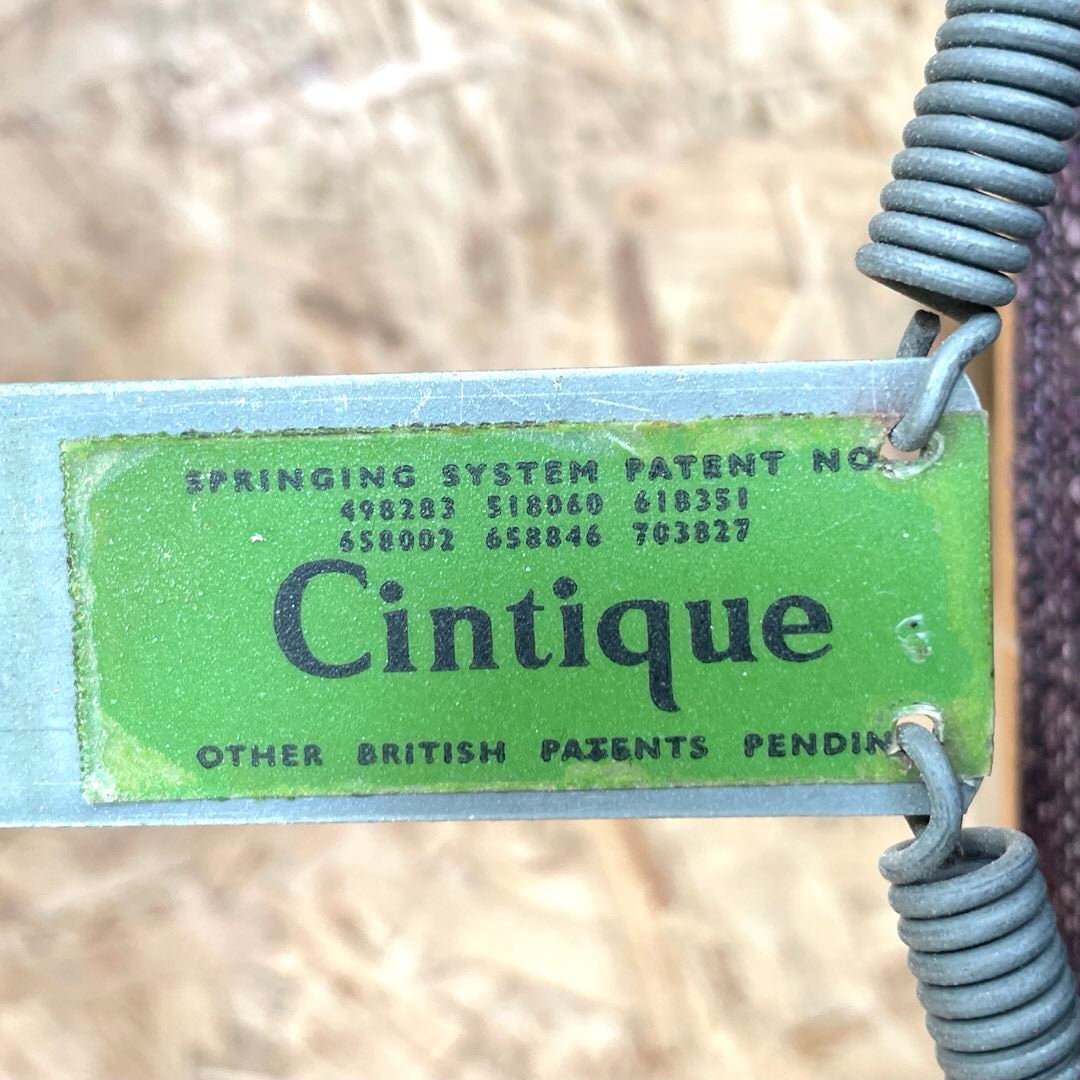 SPRINGING SYSTEM PATENT NO
498283 518060 618351
658002 658846 703827
Cintique
OTHER BRITISH PATENTS PENDIN